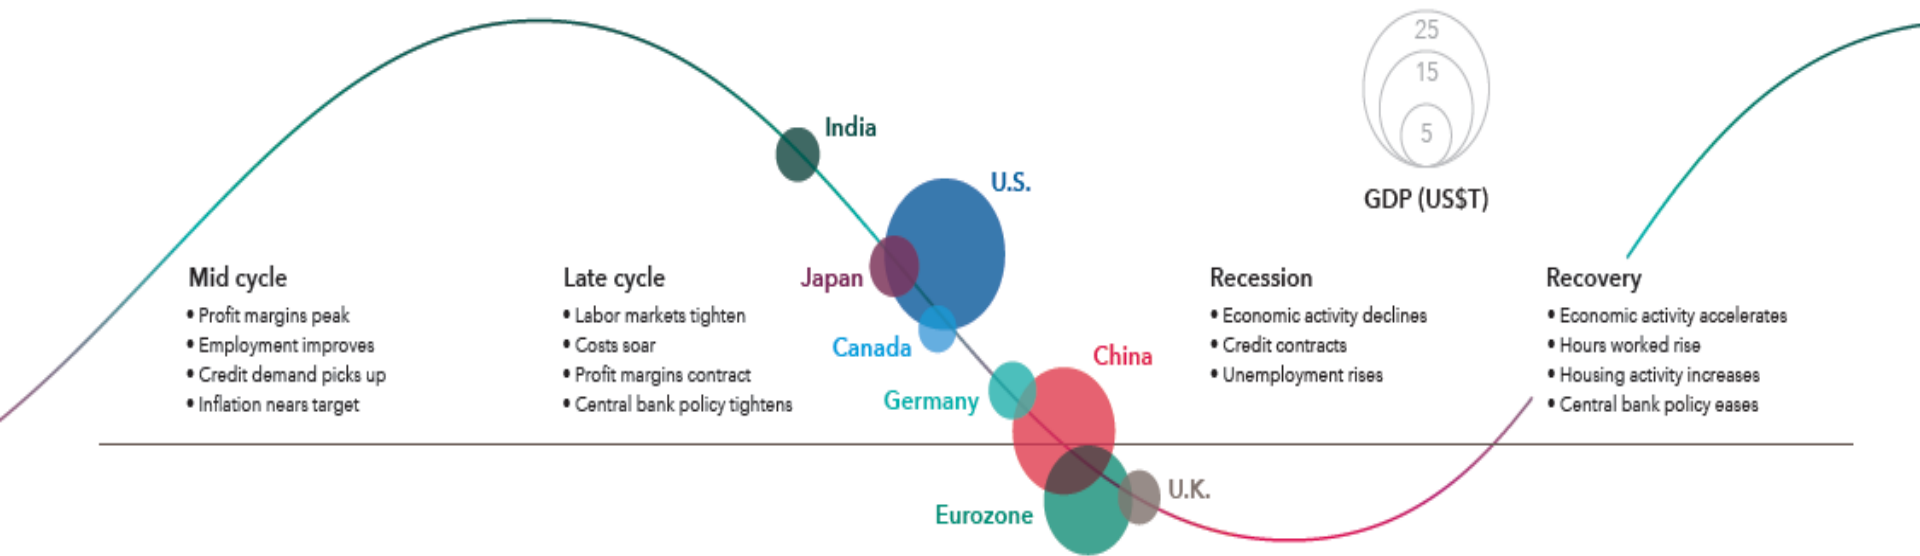 25
15
5
GDP (US$T)
India
U.S.
Japan
Canada
China
Germany
Eurozone
U.K.
Mid cycle
• Profit margins peak
• Employment improves
• Credit demand picks up
• Inflation nears target
Late cycle
• Labor markets tighten
• Costs soar
• Profit margins contract
• Central bank policy tightens
Recession
• Economic activity declines
• Credit contracts
• Unemployment rises
Recovery
• Economic activity accelerates
• Hours worked rise
• Housing activity increases
• Central bank policy eases